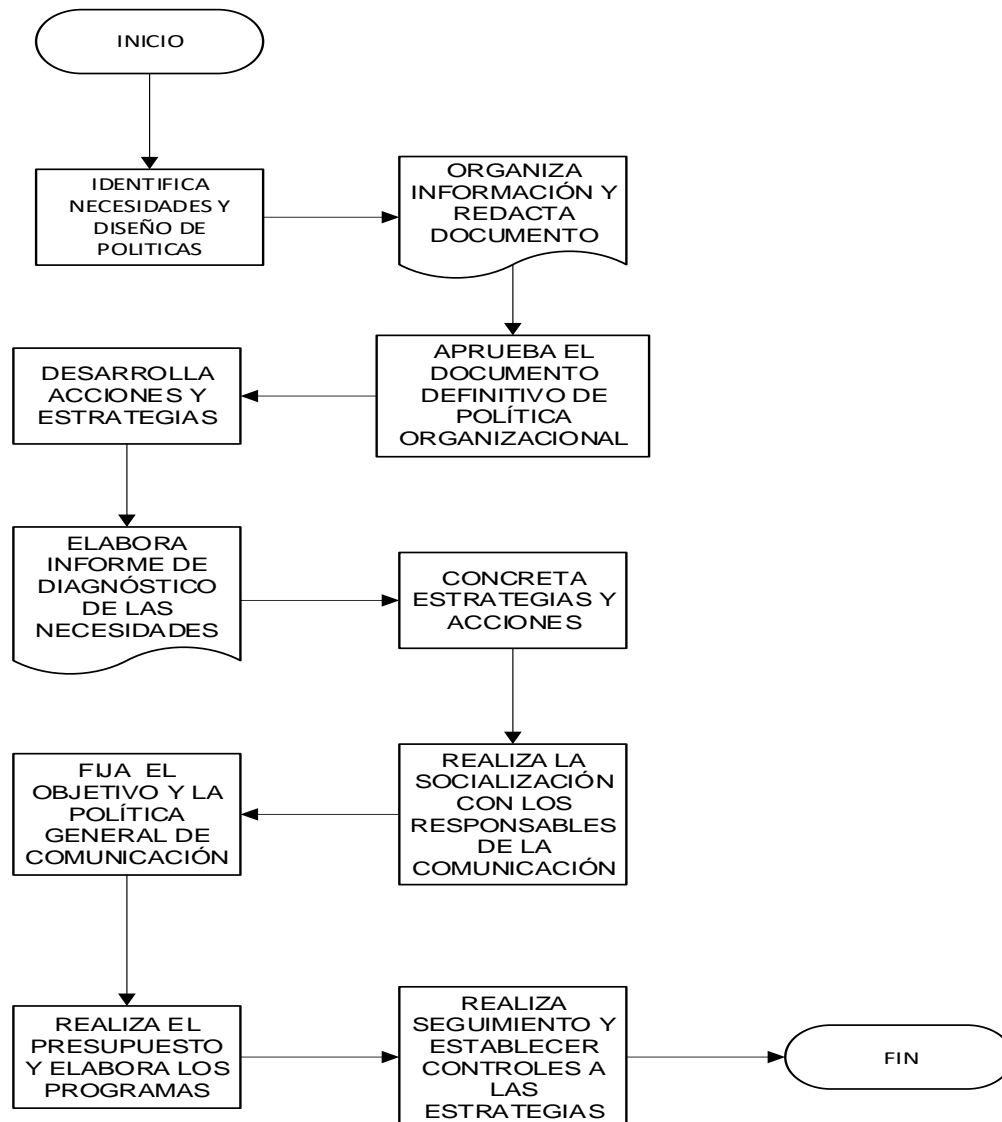 INICIO
IDENTIFICA
NECESIDADES Y
DISEÑO DE
POLITICAS
ORGANIZA
INFORMACIÓN Y
REDACTA
DOCUMENTO
APRUEBA EL
DOCUMENTO
DEFINITIVO DE
POLÍTICA
ORGANIZACIONAL
DESARROLLA
ACCIONES Y
ESTRATEGIAS
ELABORA
INFORME DE
DIAGNÓSTICO
DE LAS
NECESIDADES
CONCRETA
ESTRATEGIAS Y
ACCIONES
REALIZA LA
SOCIALIZACIÓN
CON LOS
RESPONSABLES
DE LA
COMUNICACIÓN
FIJA EL
OBJETIVO Y LA
POLÍTICA
GENERAL DE
COMUNICACIÓN
REALIZA EL
PRESUPUESTO
Y ELABORA LOS
PROGRAMAS
REALIZA
SEGUIMIENTO Y
ESTABLECER
CONTROLES A
LAS
ESTRATEGIAS
FIN